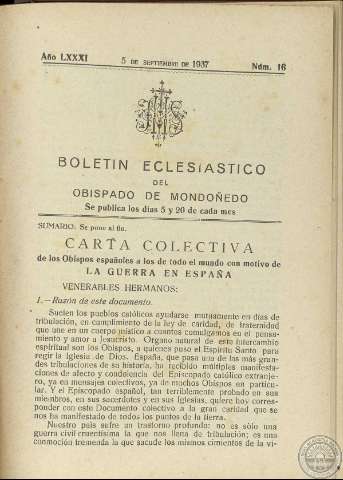 Año LXXXI 5 DE SEPTIEMBRE DE 1937 Núm. 16
BOLETIN ECLESIASTICO
DEL
OBISPADO DE MONDOÑEDO
Se publica los días 5 y 20 de cada mes
SUMARIO. Se pone al fin.
CARTA COLECTIVA
de los Obispos españoles a los de todo el mundo con motivo de
LA GUERRA EN ESPAÑA
VENERABLES HERMANOS:
1.—Razón de este documento.
Suelen los pueblos católicos ayudarse mutuamente en días de
tribulación, en cumplimiento de la ley de caridad, de fraternidad
que une en un cuerpo místico a cuantos comulgamos en el pensa-
miento y amor a Jesucristo. Organo natural de este intercambio
espiritual son los Obispos, a quienes puso el Espíritu Santo para
regir la Iglesia de Dios. España, que pasa una de las más gran-
des tribulaciones de su historia, ha recibido múltiples manifesta-
ciones de afecto y condolencia del Episcopado católico extranje-
ro, ya en mensajes colectivos, ya de muchos Obispos en particu-
lar. Y el Episcopado español, tan terriblemente probado en sus
miembros, en sus sacerdotes y en sus Iglesias, quiere hoy corres-
ponder con este Documento colectivo a la gran caridad que se
nos ha manifestado de todos los puntos de la tierra.
Nuestro país sufre un trastorno profundo: no es sólo una
guerra civil cruentísima la que nos llena de tribulación; es una
conmoción tremenda la que sacude los mismos cimientos de la vi-